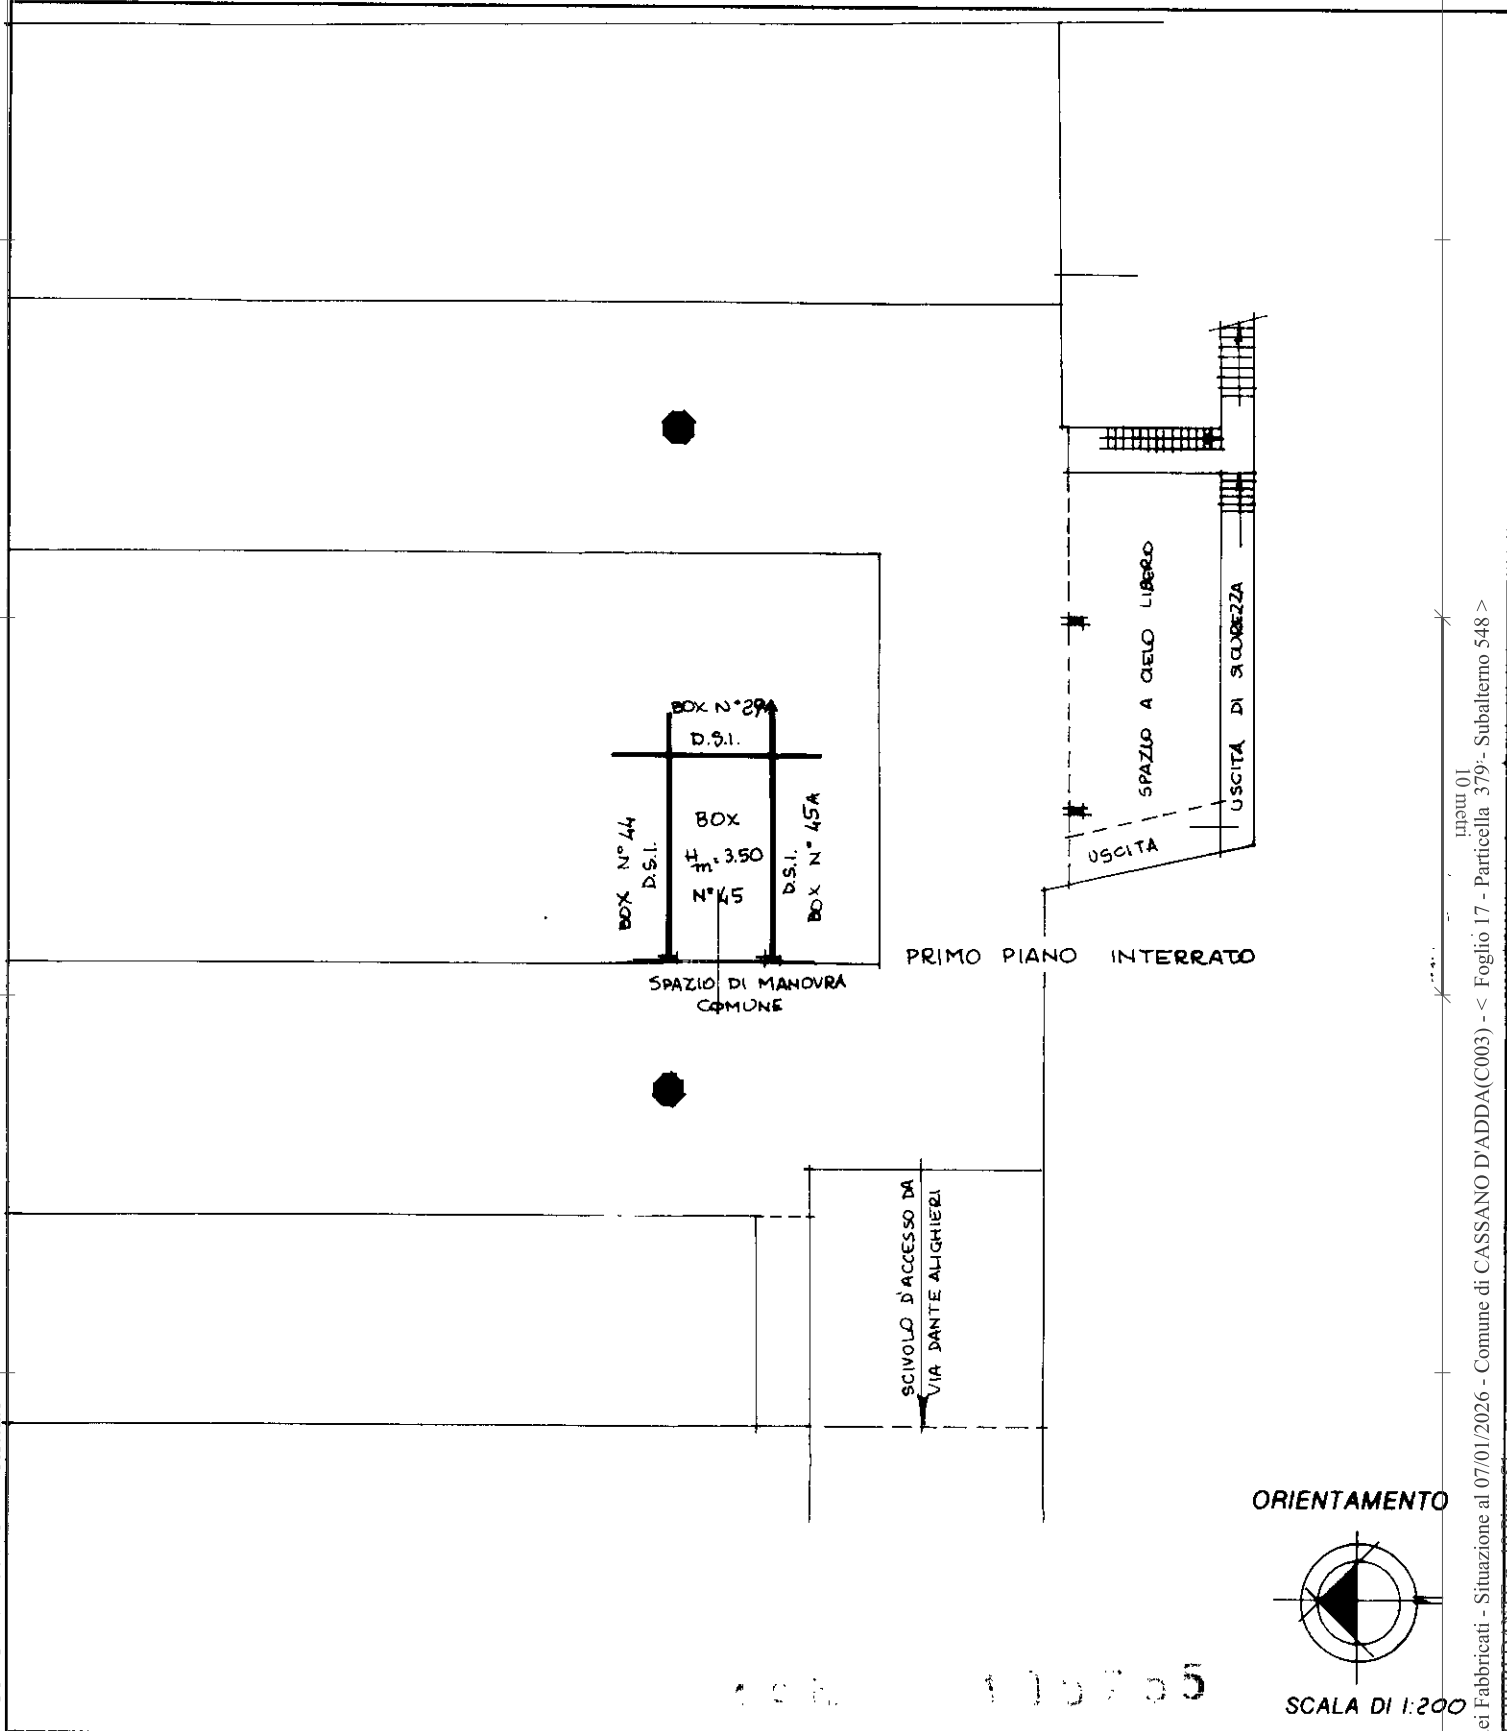 BOX N°29A
D.S.I.
BOX N° 44
D.S.I.
BOX
Hm: 3.50
N°45
D.S.I.
BOX N° 45A
SPAZIO DI MANOVRA
COMUNE
SPAZIO A CIELO LIBERO
USCITA DI SICUREZZA
USCITA
PRIMO PIANO INTERRATO
SCIVOLO D'ACCESSO DA
VIA DANTE ALIGHIERI
ORIENTAMENTO
SCALA DI 1:200
10 metri
ei Fabbricati - Situazione al 07/01/2026 - Comune di CASSANO D'ADDA(C003) - < Foglio 17 - Particella 379 - Subalterno 548 >